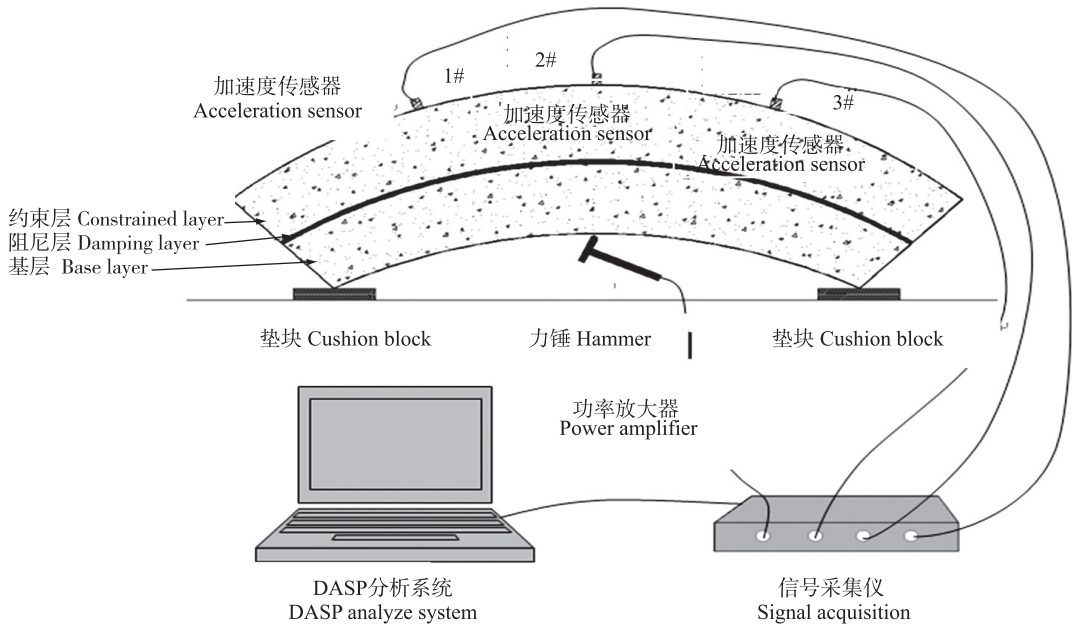 1#
2#
3#
加速度传感器
Acceleration sensor
加速度传感器
Acceleration sensor
加速度传感器
Acceleration sensor
约束层 Constrained layer
阻尼层 Damping layer
基层 Base layer
垫块 Cushion block
力锤 Hammer
垫块 Cushion block
功率放大器
Power amplifier
DASP分析系统
DASP analyze system
信号采集仪
Signal acquisition